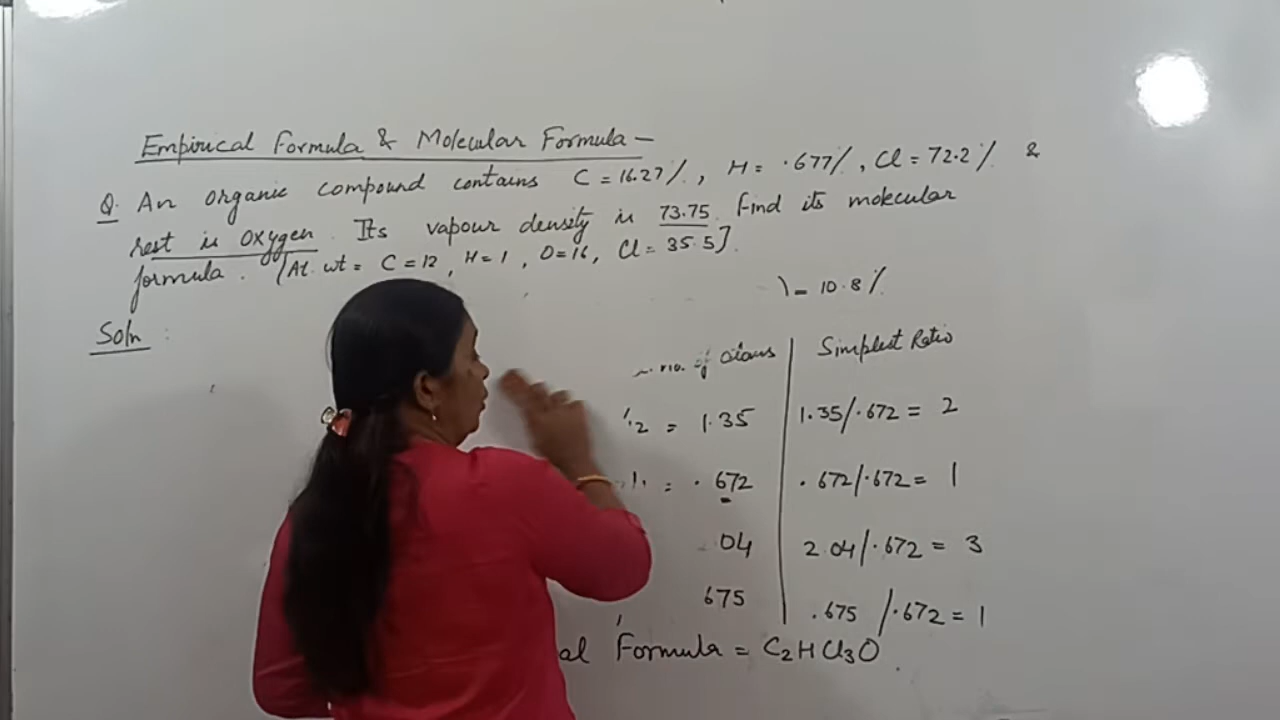 Empirical Formula & Molecular Formula —
Q. An organic compound contains C = 16.27%, H = .677%, Cl = 72.2% &
rest is oxygen. Its vapour density is 73.75. Find its molecular
formula. [At. wt = C = 12, H = 1, O = 16, Cl = 35.5].
Soln :
) = 10.8%
no. of atoms | Simplest Ratio
= 1.35 | 1.35/.672 = 2
= .672 | .672/.672 = 1
04 | 2.04/.672 = 3
675 | .675 /.672 = 1
al Formula = C₂HCl₃O.